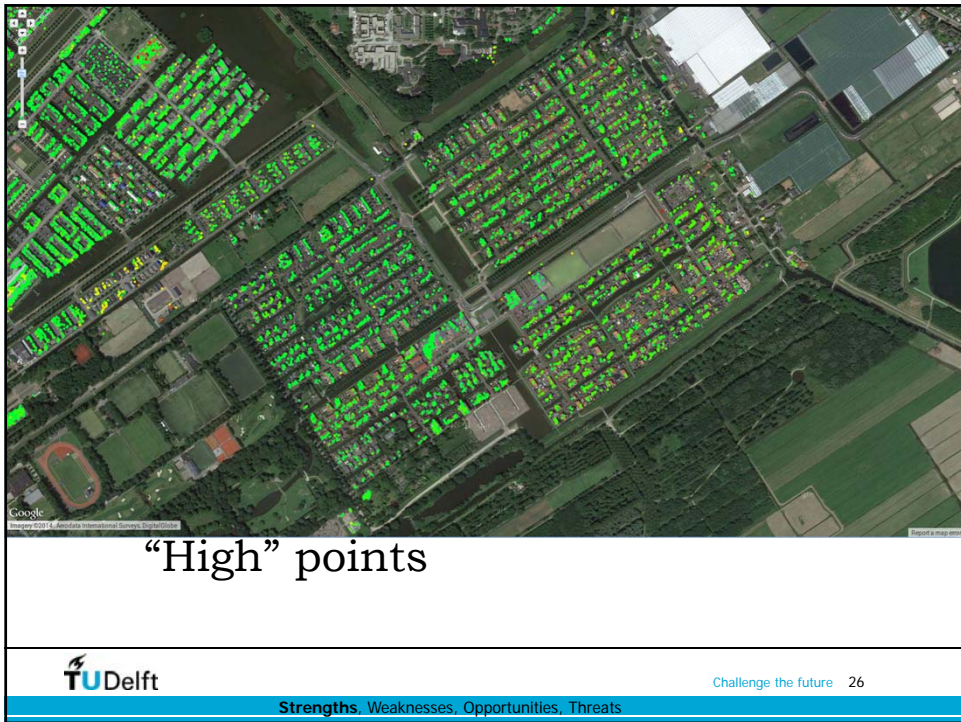 Google
Imagery ©2014, Aerodata International Surveys, DigitalGlobe
Report a map error
“High” points
TUDelft
Challenge the future 26
Strengths, Weaknesses, Opportunities, Threats